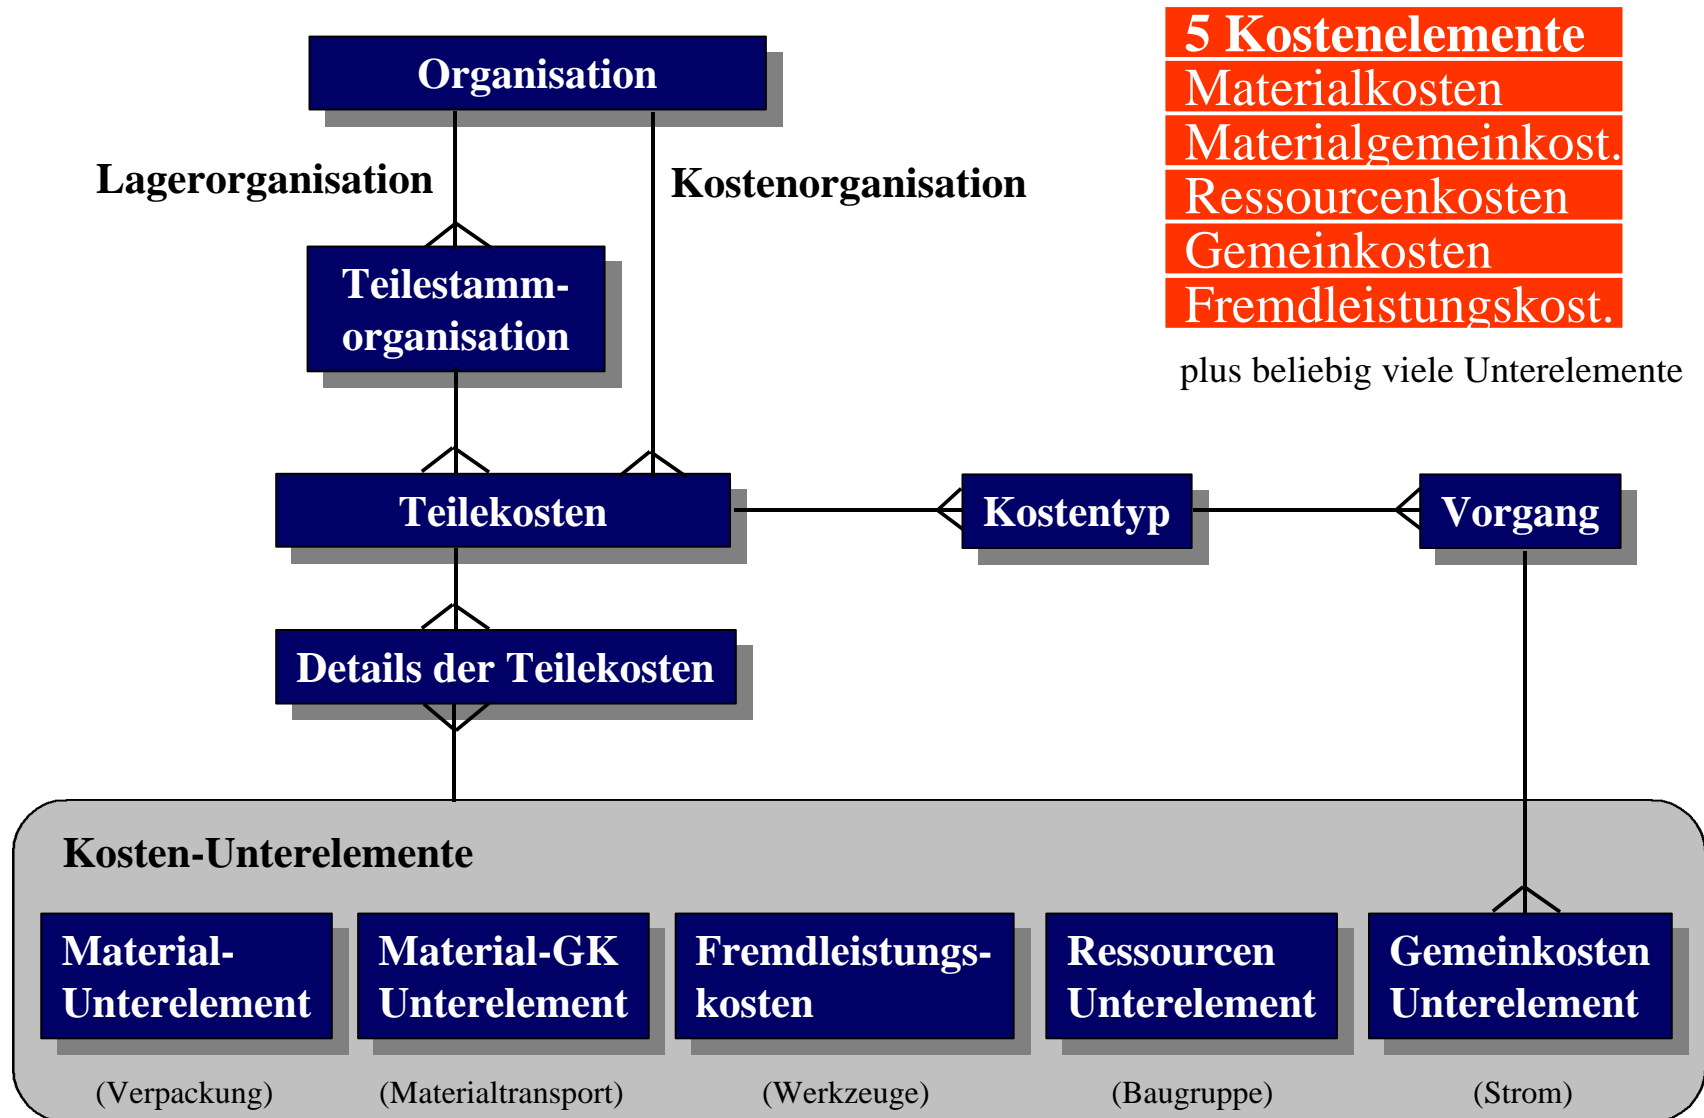 Organisation
Lagerorganisation
Kostenorganisation
Teilestamm-
organisation
Teilekosten
Kostentyp
Vorgang
Details der Teilekosten
5 Kostenelemente
Materialkosten
Materialgemeinkost.
Ressourcenkosten
Gemeinkosten
Fremdleistungskost.
plus beliebig viele Unterelemente
Kosten-Unterelemente
Material-
Unterelement
(Verpackung)
Material-GK
Unterelement
(Materialtransport)
Fremdleistungs-
kosten
(Werkzeuge)
Ressourcen
Unterelement
(Baugruppe)
Gemeinkosten
Unterelement
(Strom)